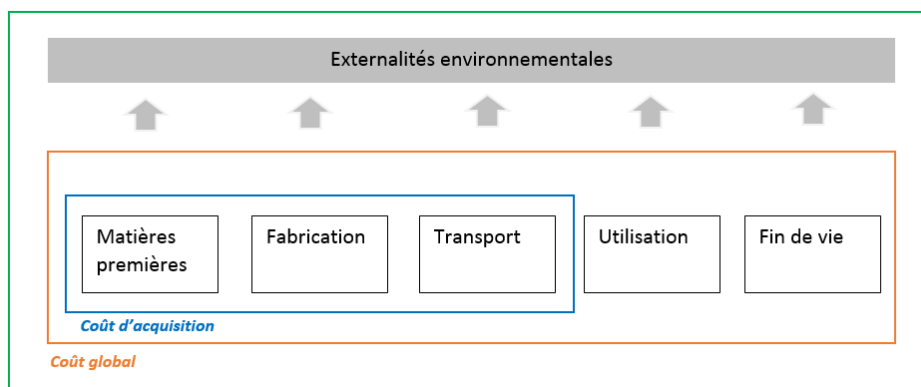 Externalités environnementales
Matières
premières
Fabrication
Transport
Utilisation
Fin de vie
Coût d’acquisition
Coût global